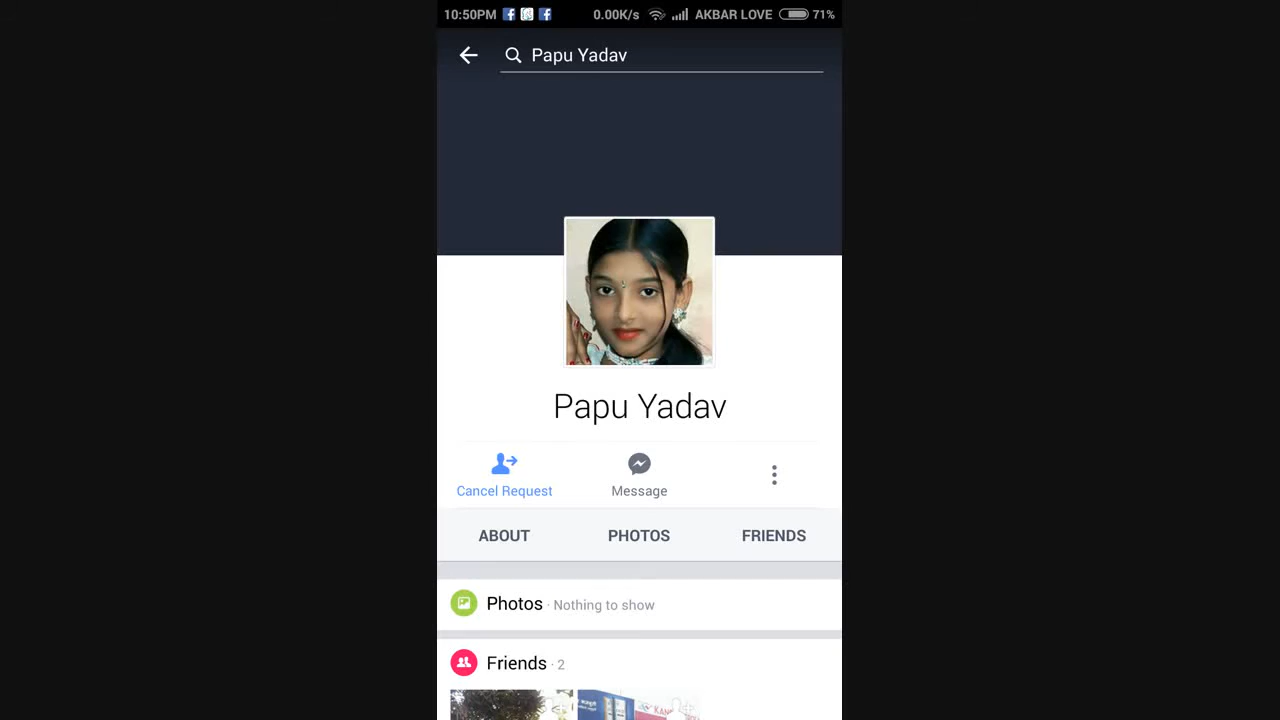 10:50PM 0.00K/s AKBAR LOVE 71%
Papu Yadav
Papu Yadav
Cancel Request Message
ABOUT PHOTOS FRIENDS
Photos · Nothing to show
Friends · 2